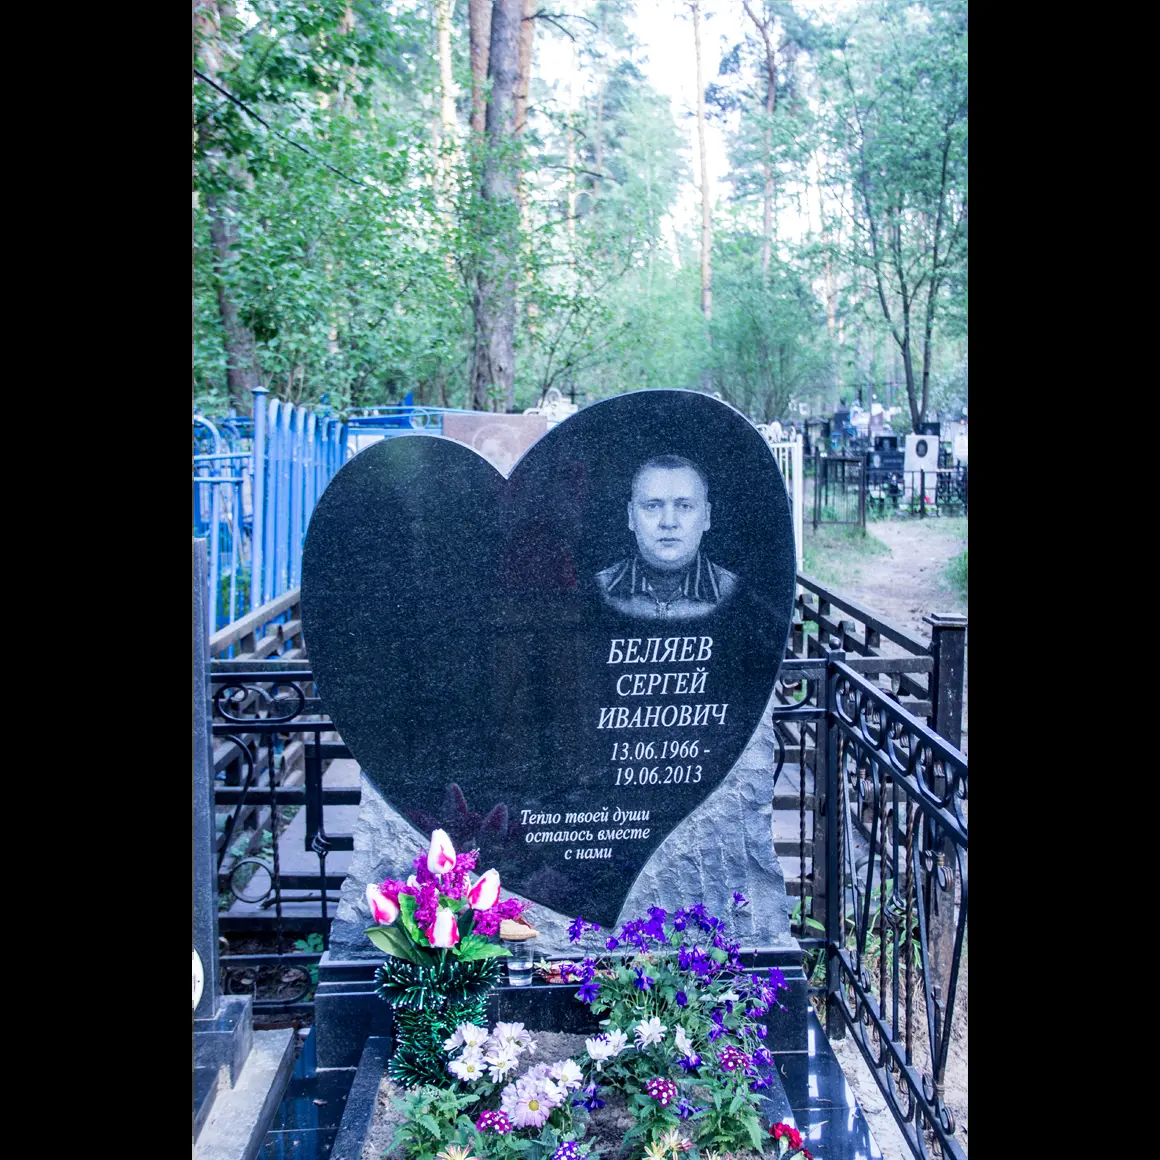 БЕЛЯЕВ
СЕРГЕЙ
ИВАНОВИЧ
13.06.1966 -
19.06.2013
Тепло твоей души
осталось вместе
с нами